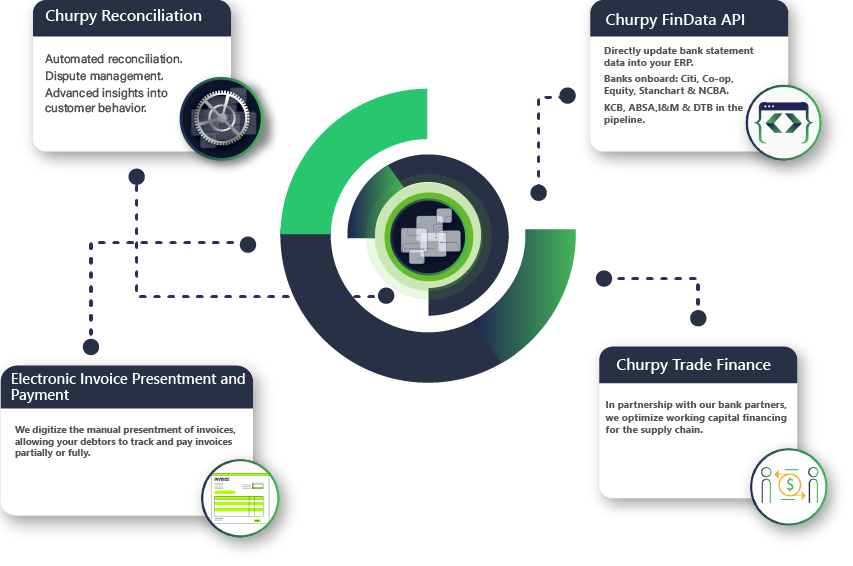 Churpy Reconciliation
Automated reconciliation.
Dispute management.
Advanced insights into
customer behavior.
Churpy FinData API
Directly update bank statement
data into your ERP.
Banks onboard: Citi, Co-op,
Equity, Stanchart & NCBA.
KCB, ABSA,I&M & DTB in the
pipeline.
Electronic Invoice Presentment and
Payment
We digitize the manual presentment of invoices,
allowing your debtors to track and pay invoices
partially or fully.
INVOICE
Churpy Trade Finance
In partnership with our bank partners,
we optimize working capital financing
for the supply chain.
$